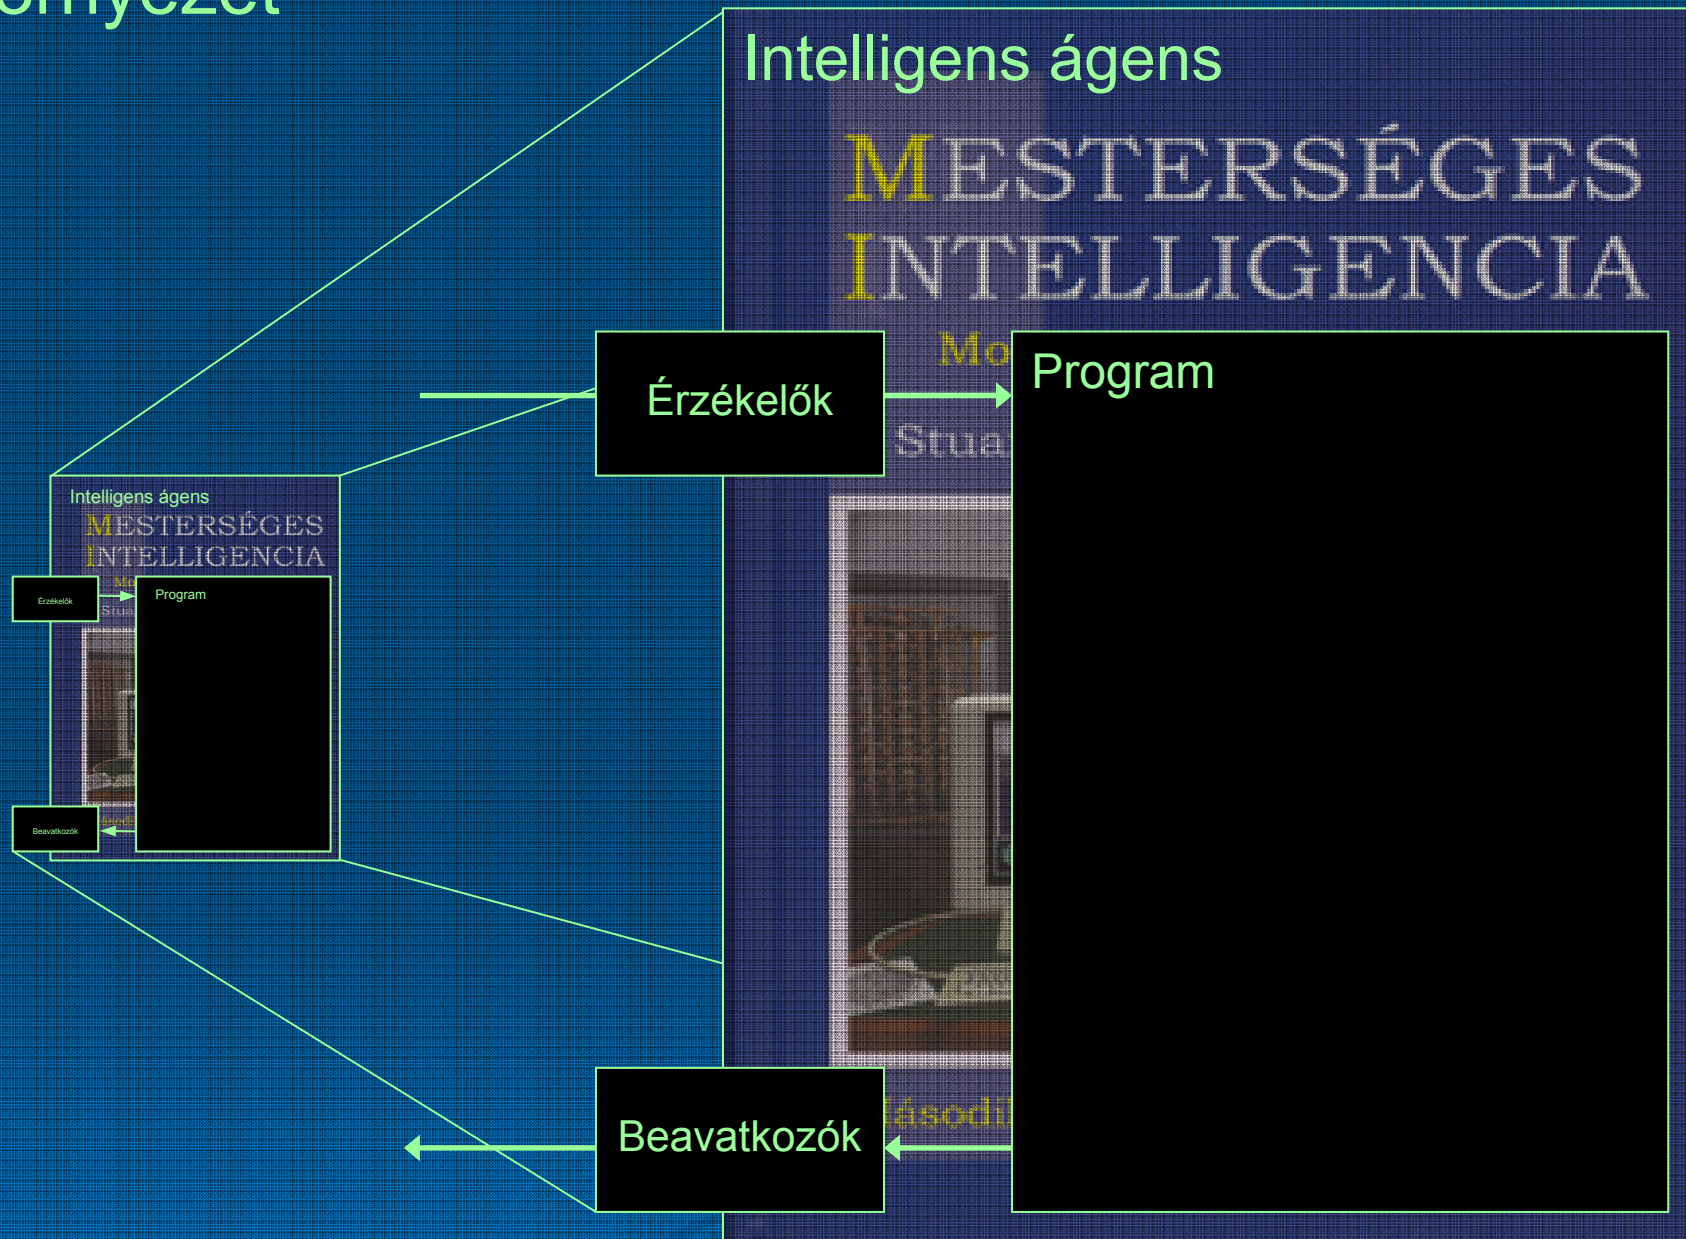 Intelligens ágens
MESTERSÉGES
INTELLIGENCIA
Érzékelők
Program
Beavatkozók
Intelligens ágens
MESTERSÉGES
INTELLIGENCIA
Érzékelők
Program
Beavatkozók